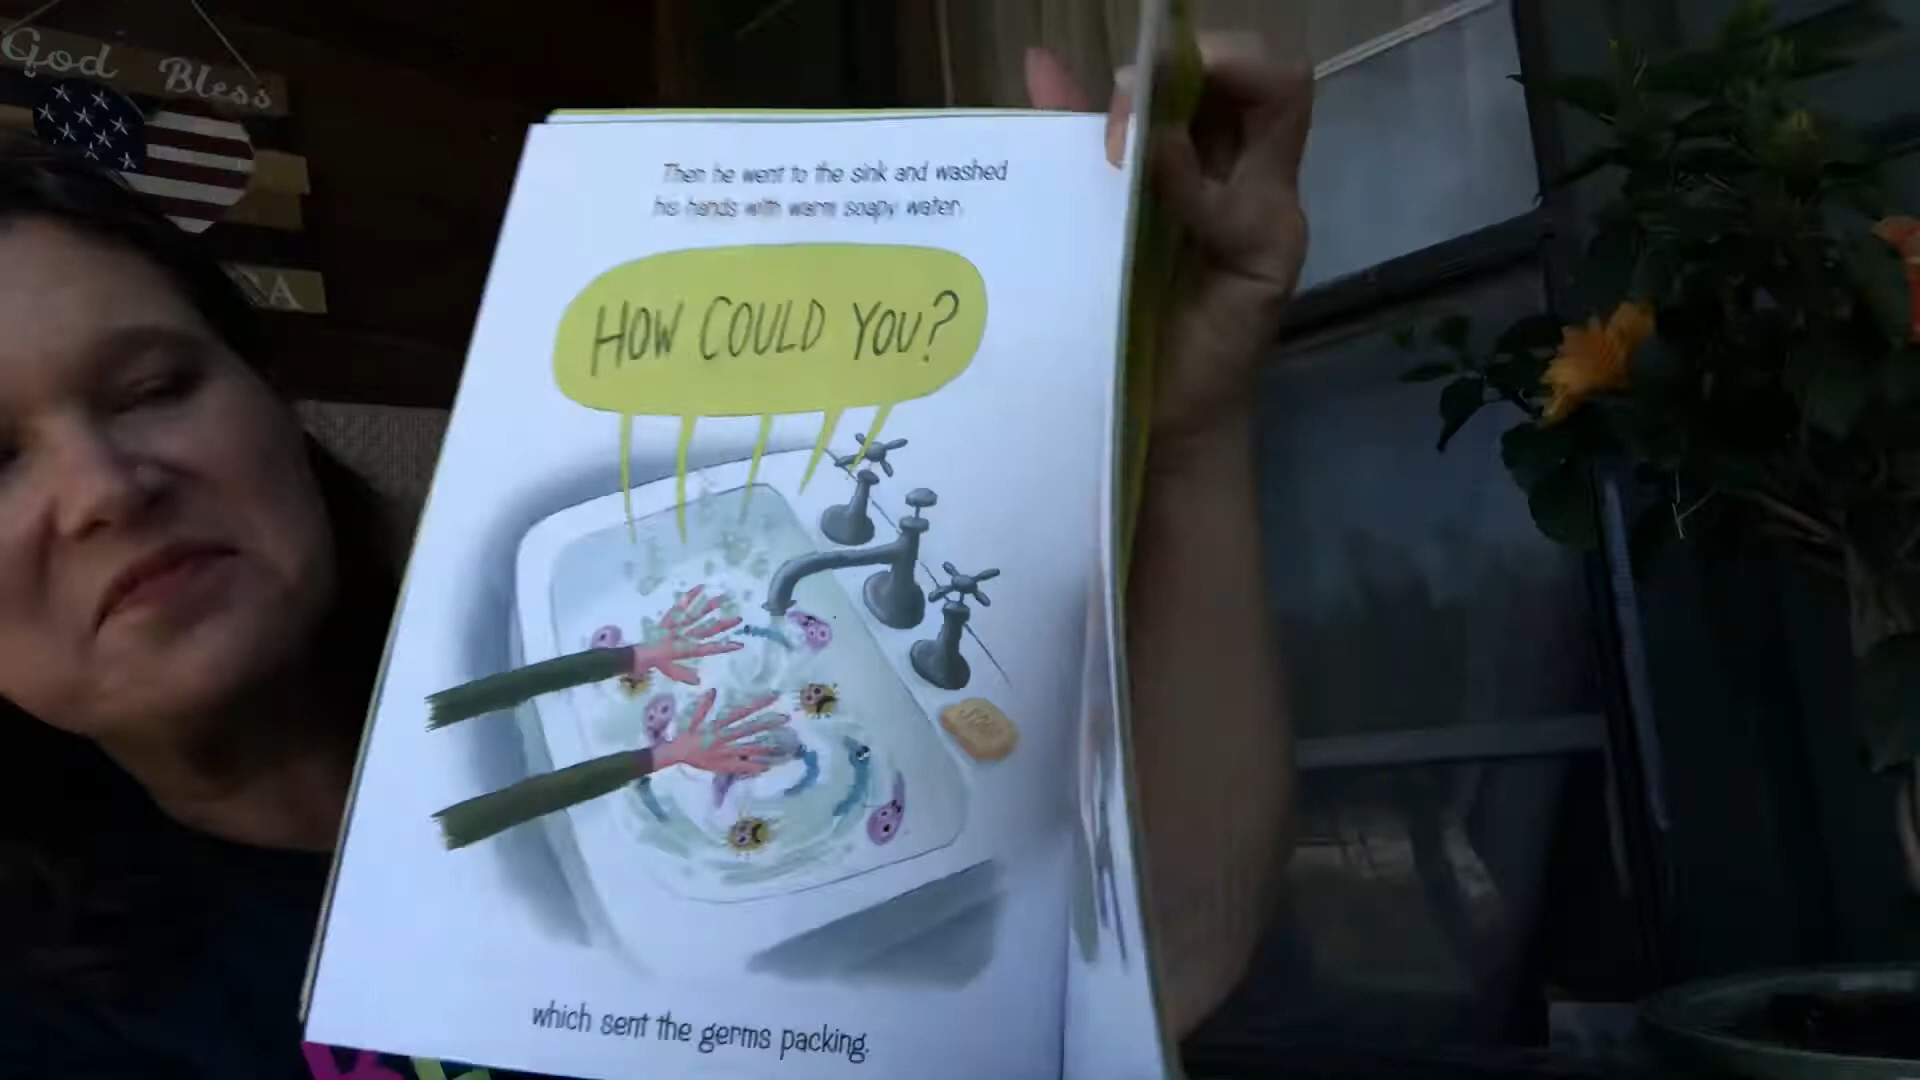 God Bless
A
Then he went to the sink and washed
his hands with warm soapy water,
HOW COULD YOU?
SOAP
which sent the germs packing.